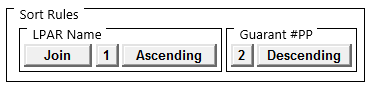 Sort Rules
LPAR Name
Join 1 Ascending
Guarant #PP
2 Descending